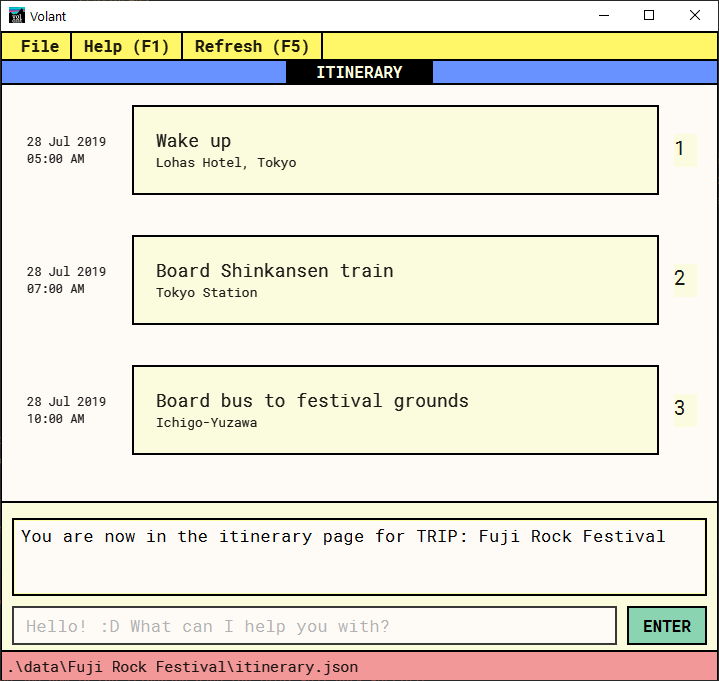 Volant
File Help (F1) Refresh (F5)
ITINERARY
28 Jul 2019
05:00 AM
Wake up
Lohas Hotel, Tokyo
1
28 Jul 2019
07:00 AM
Board Shinkansen train
Tokyo Station
2
28 Jul 2019
10:00 AM
Board bus to festival grounds
Ichigo-Yuzawa
3
You are now in the itinerary page for TRIP: Fuji Rock Festival
Hello! :D What can I help you with?
ENTER
.\data\Fuji Rock Festival\itinerary.json